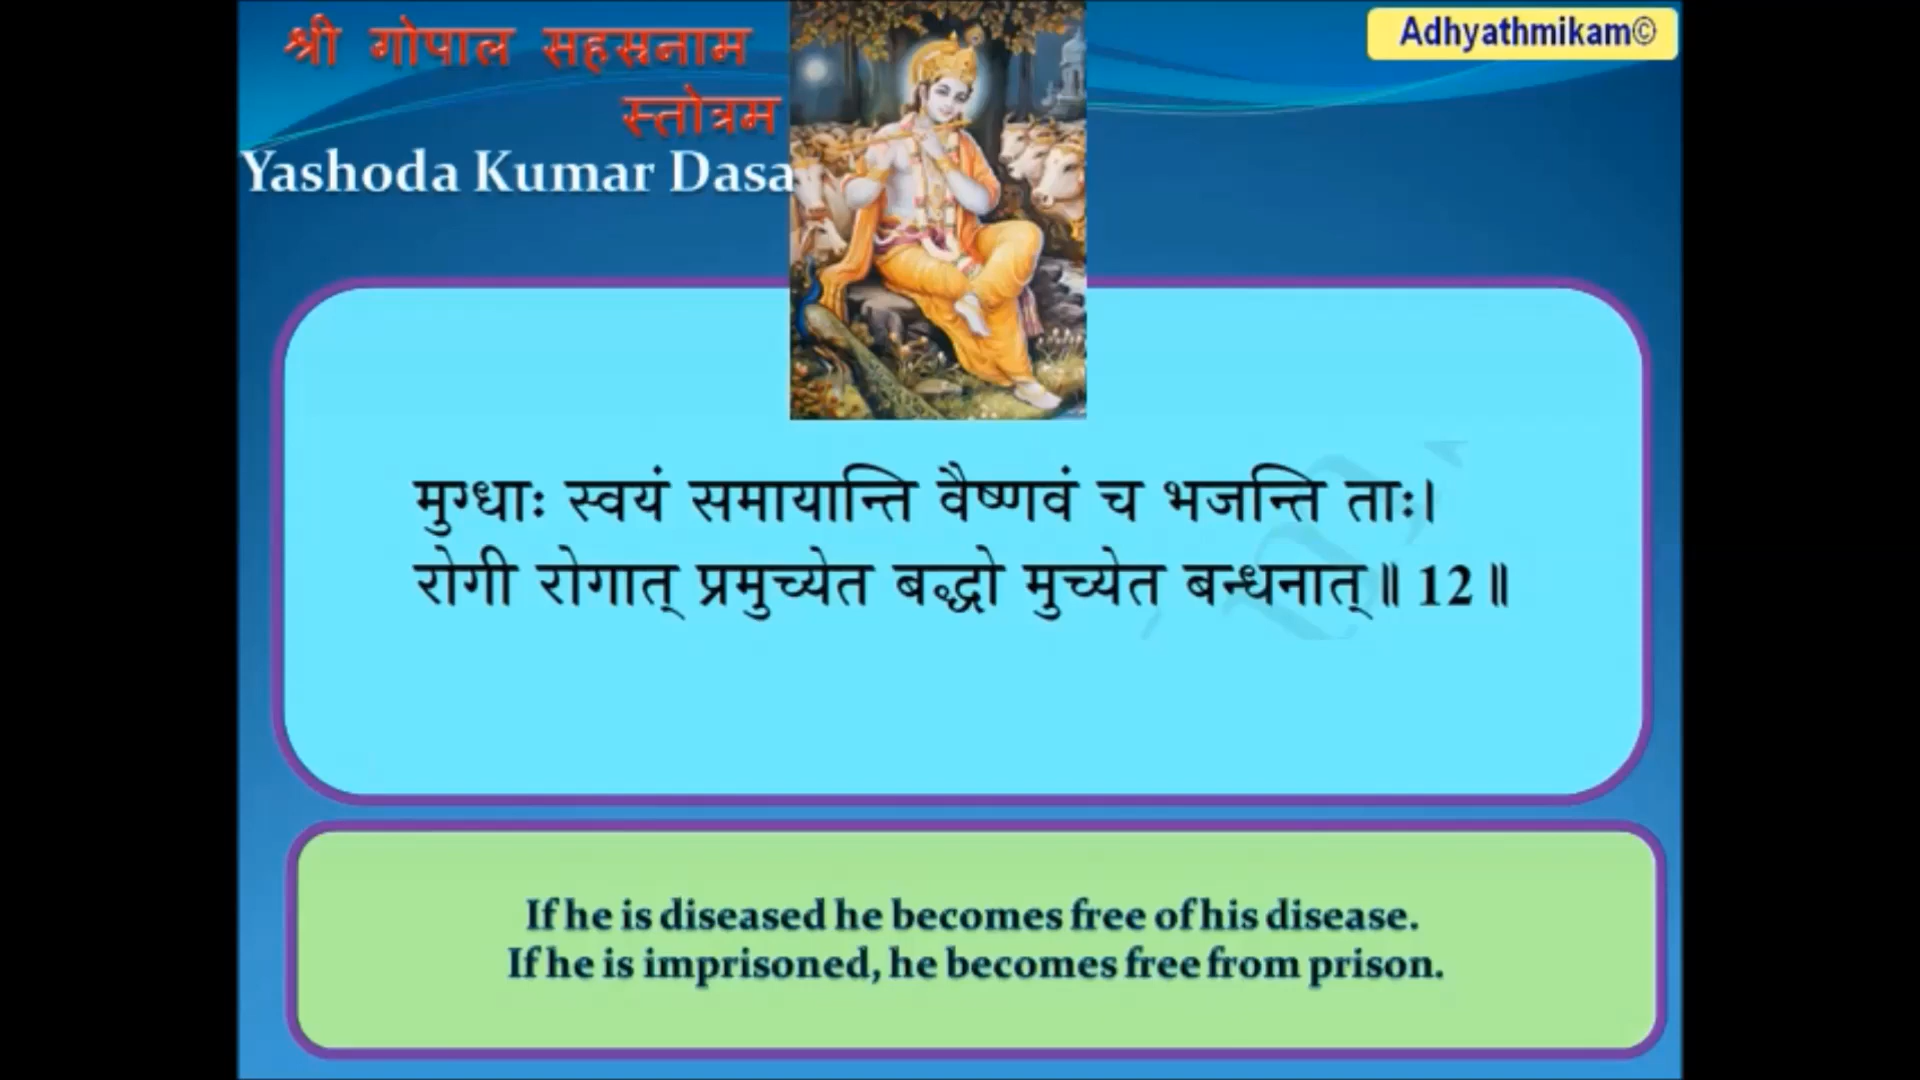 श्री गोपाल सहस्रनाम
स्तोत्रम
Yashoda Kumar Dasa
Adhyathmikam©
मुग्धाः स्वयं समायान्ति वैष्णवं च भजन्ति ताः।
रोगी रोगात् प्रमुच्येत बद्धो मुच्येत बन्धनात्॥ 12॥
If he is diseased he becomes free of his disease.
If he is imprisoned, he becomes free from prison.